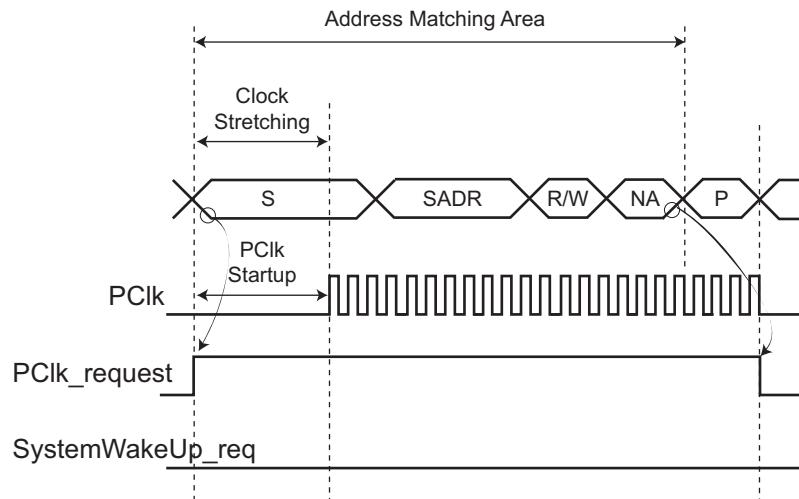 Address Matching Area
Clock
Stretching
S
SADR
R/W
NA
P
PClk
Startup
PClk
PClk_request
SystemWakeUp_req